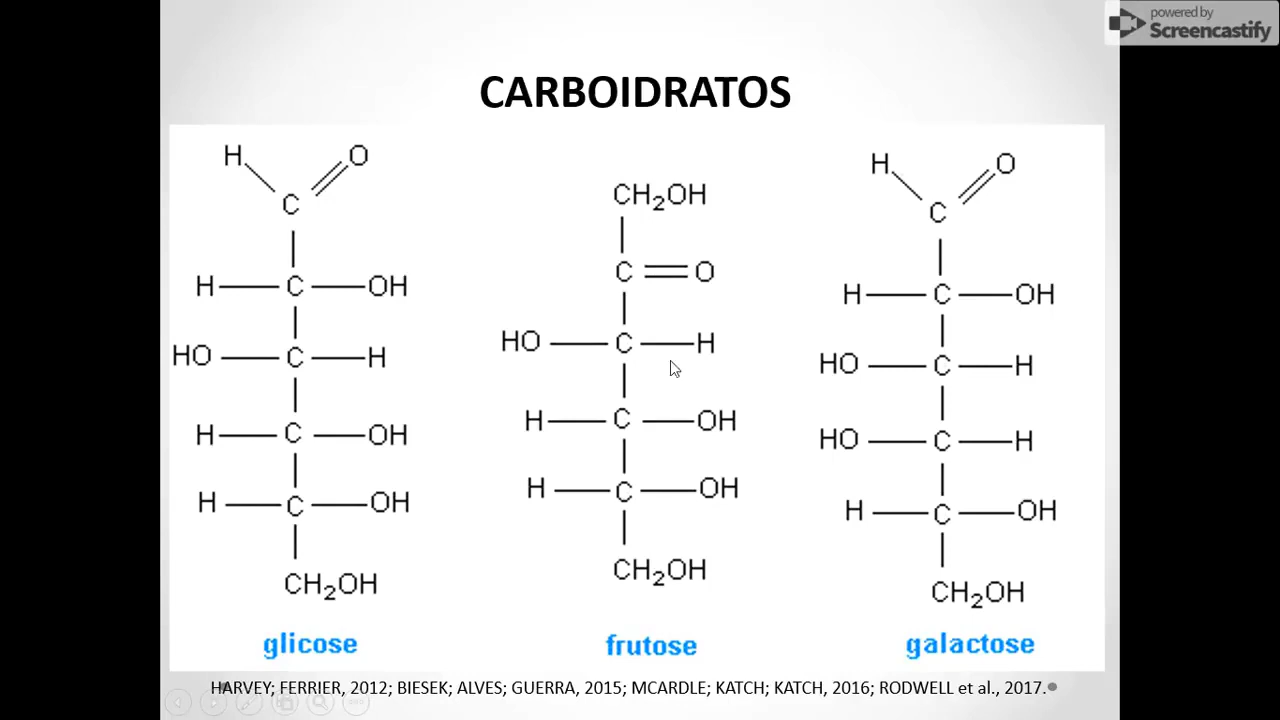 powered by
Screencastify
CARBOIDRATOS
H O
C
H C OH
HO C H
H C OH
H C OH
CH₂OH
glicose
CH₂OH
C O
HO C H
H C OH
H C OH
CH₂OH
frutose
H O
C
H C OH
HO C H
HO C H
H C OH
CH₂OH
galactose
HARVEY; FERRIER, 2012; BIESEK; ALVES; GUERRA, 2015; MCARDLE; KATCH; KATCH, 2016; RODWELL et al., 2017.